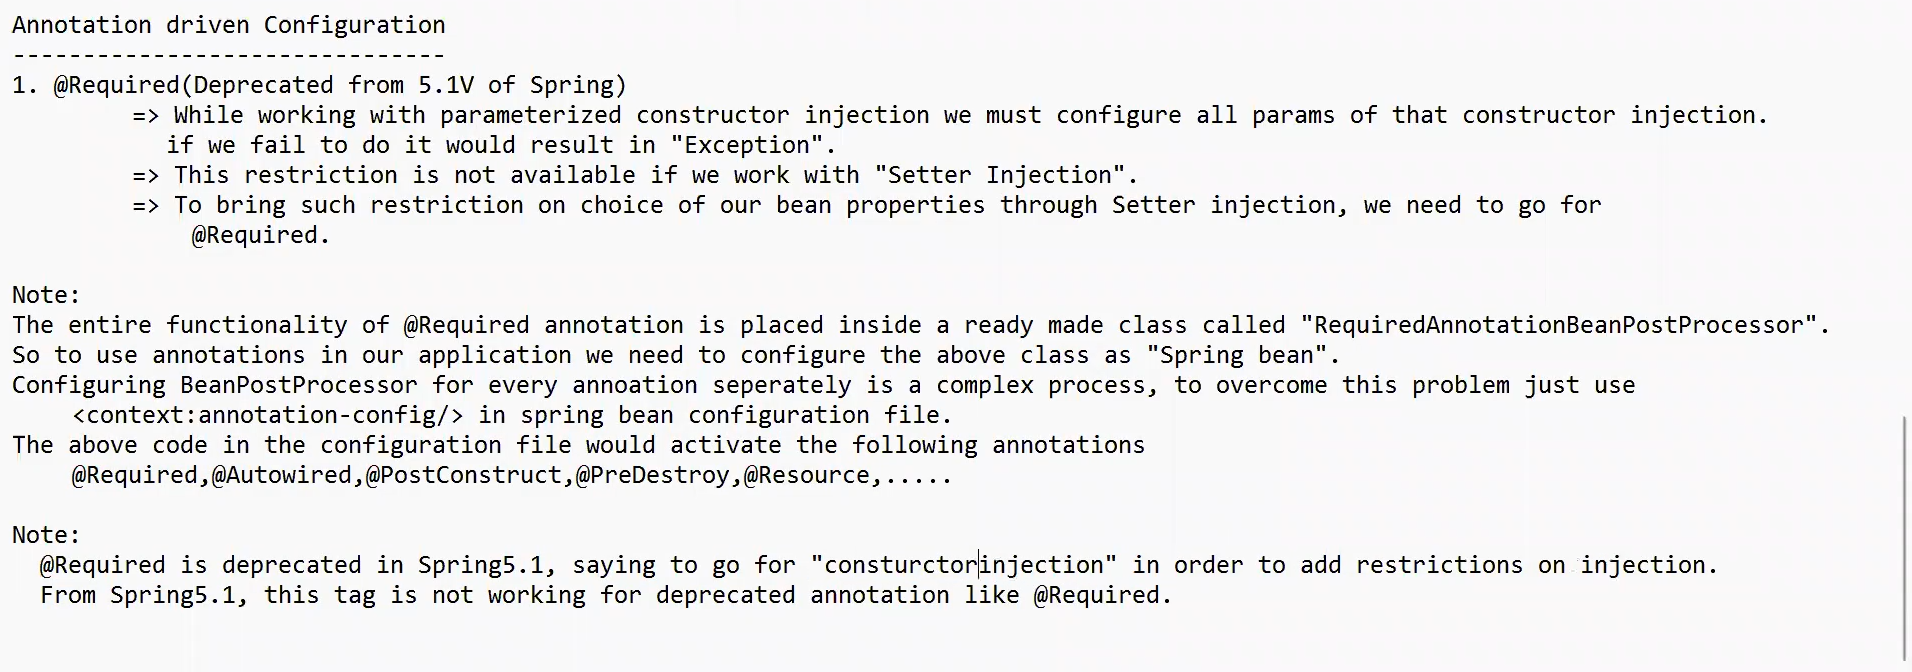 Annotation driven Configuration
-------------------------------
1. @Required(Deprecated from 5.1V of Spring)
=> While working with parameterized constructor injection we must configure all params of that constructor injection.
if we fail to do it would result in "Exception".
=> This restriction is not available if we work with "Setter Injection".
=> To bring such restriction on choice of our bean properties through Setter injection, we need to go for
@Required.
Note:
The entire functionality of @Required annotation is placed inside a ready made class called "RequiredAnnotationBeanPostProcessor".
So to use annotations in our application we need to configure the above class as "Spring bean".
Configuring BeanPostProcessor for every annoation seperately is a complex process, to overcome this problem just use
<context:annotation-config/> in spring bean configuration file.
The above code in the configuration file would activate the following annotations
@Required,@Autowired,@PostConstruct,@PreDestroy,@Resource,.....
Note:
@Required is deprecated in Spring5.1, saying to go for "consturctor injection" in order to add restrictions on injection.
From Spring5.1, this tag is not working for deprecated annotation like @Required.